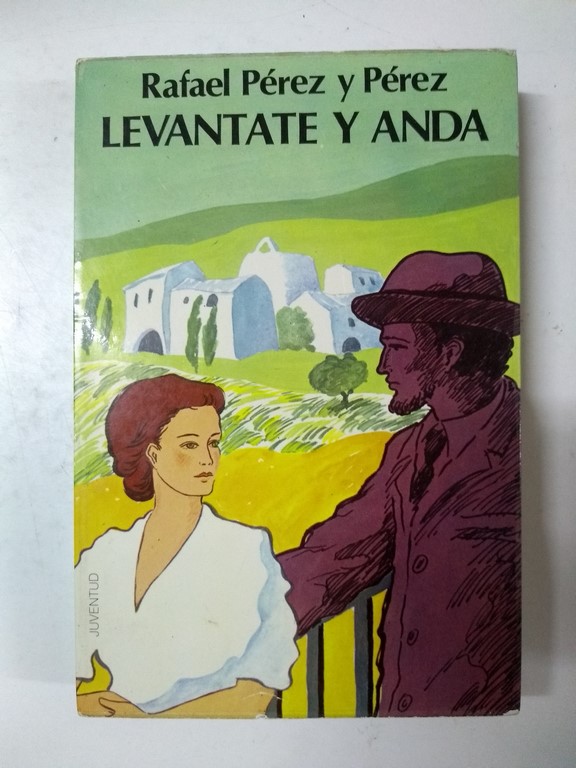 Rafael Pérez y Pérez
LEVANTATE Y ANDA
JUVENTUD